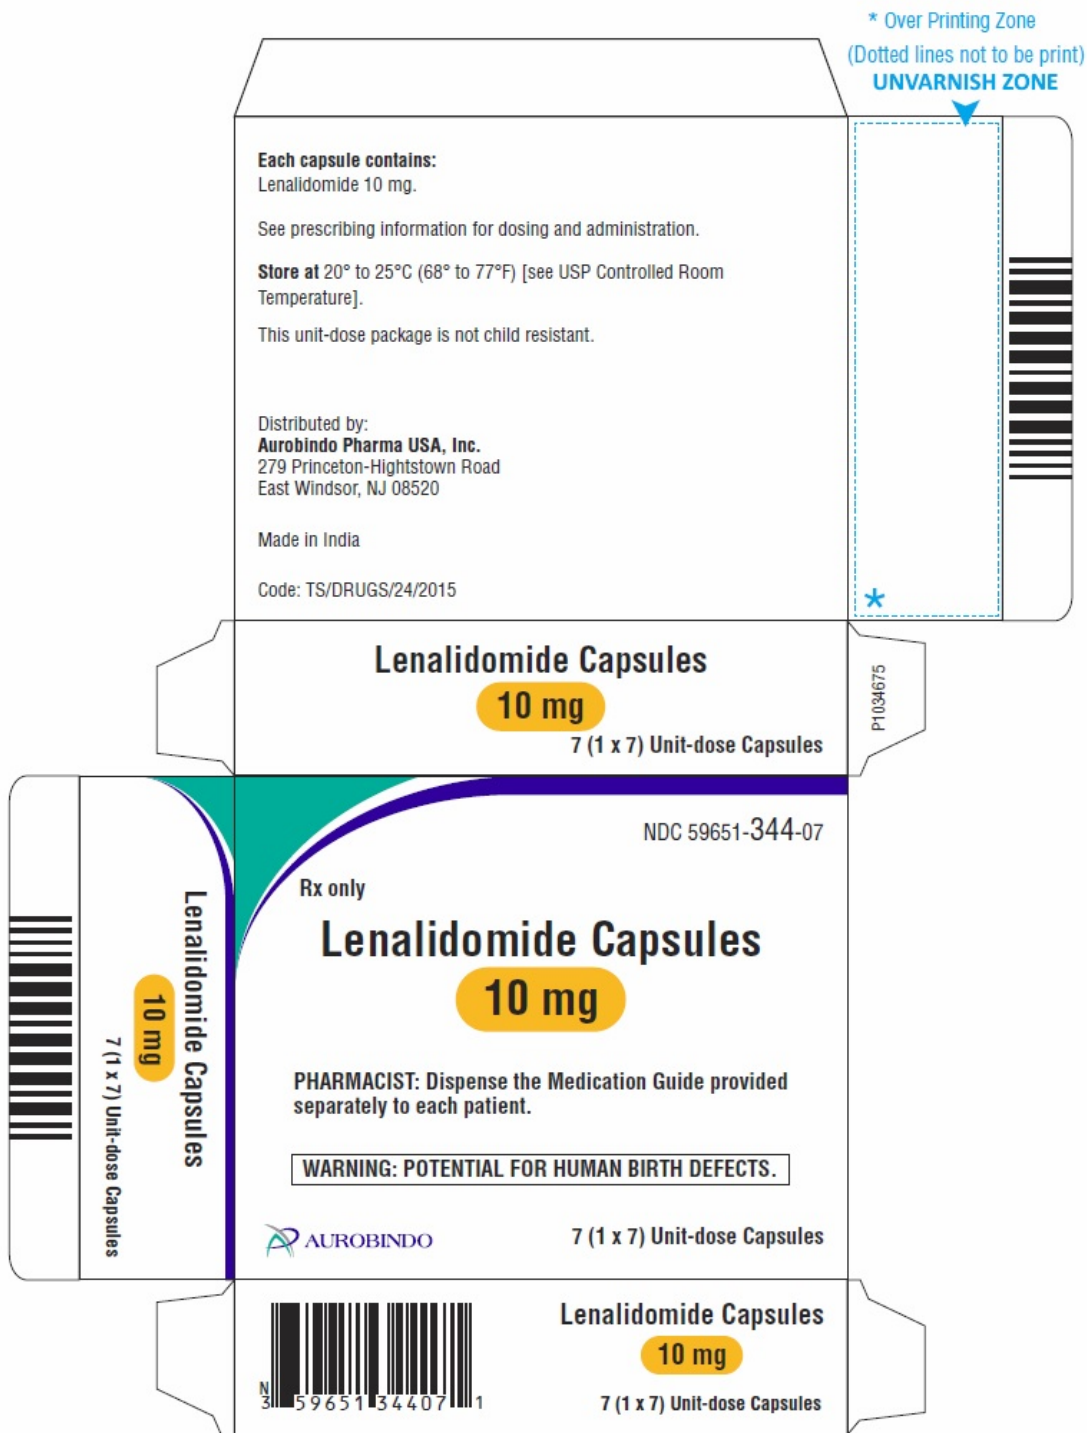 * Over Printing Zone
(Dotted lines not to be print)
UNVARNISH ZONE
Each capsule contains:
Lenalidomide 10 mg.
See prescribing information for dosing and administration.
Store at 20° to 25°C (68° to 77°F) [see USP Controlled Room
Temperature].
This unit-dose package is not child resistant.
Distributed by:
Aurobindo Pharma USA, Inc.
279 Princeton-Hightstown Road
East Windsor, NJ 08520
Made in India
Code: TS/DRUGS/24/2015
*
Lenalidomide Capsules
10 mg
7 (1 x 7) Unit-dose Capsules
P1034675
Lenalidomide Capsules
10 mg
7 (1 x 7) Unit-dose Capsules
NDC 59651-344-07
Rx only
Lenalidomide Capsules
10 mg
PHARMACIST: Dispense the Medication Guide provided
separately to each patient.
WARNING: POTENTIAL FOR HUMAN BIRTH DEFECTS.
AUROBINDO
7 (1 x 7) Unit-dose Capsules
N
3 59651 34407 1
Lenalidomide Capsules
10 mg
7 (1 x 7) Unit-dose Capsules